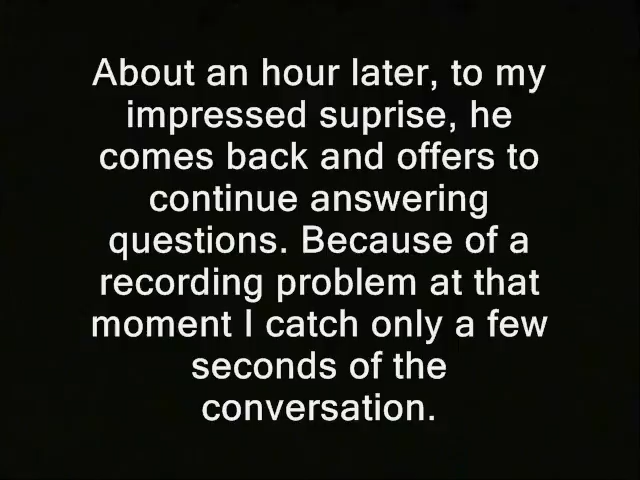 About an hour later, to my
impressed suprise, he
comes back and offers to
continue answering
questions. Because of a
recording problem at that
moment I catch only a few
seconds of the
conversation.